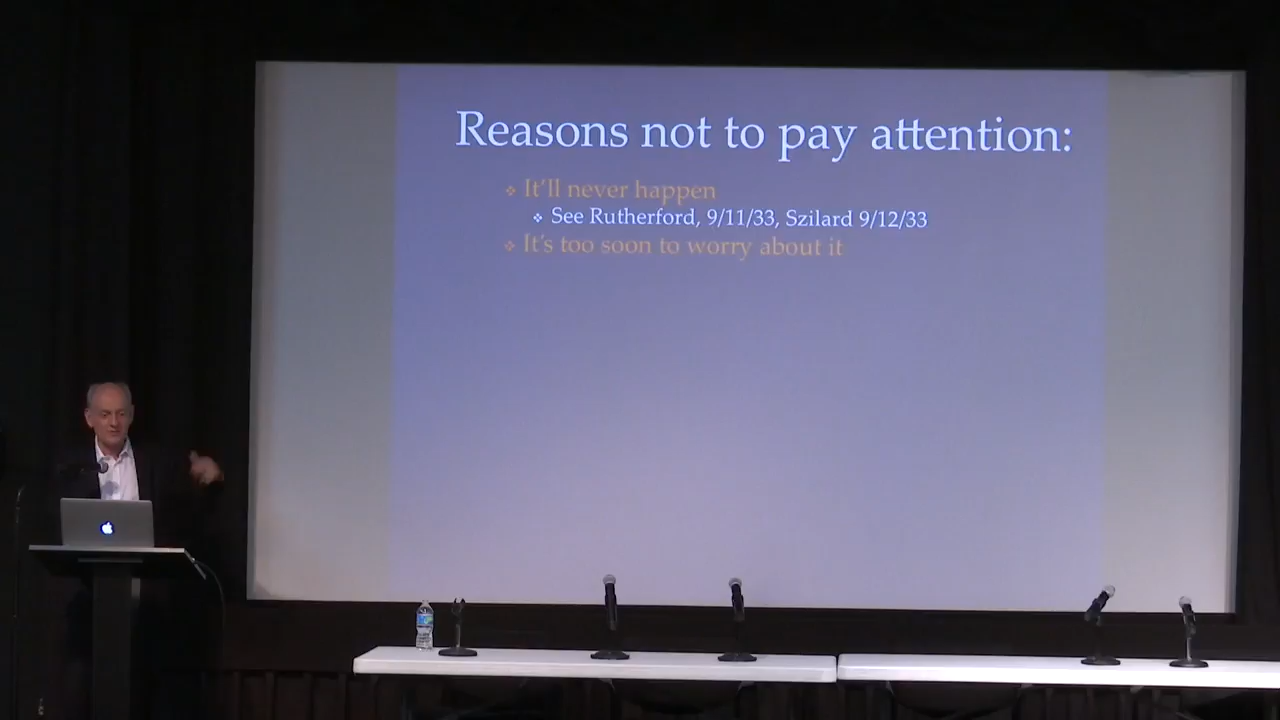 Reasons not to pay attention:
It'll never happen
See Rutherford, 9/11/33, Szilard 9/12/33
It's too soon to worry about it